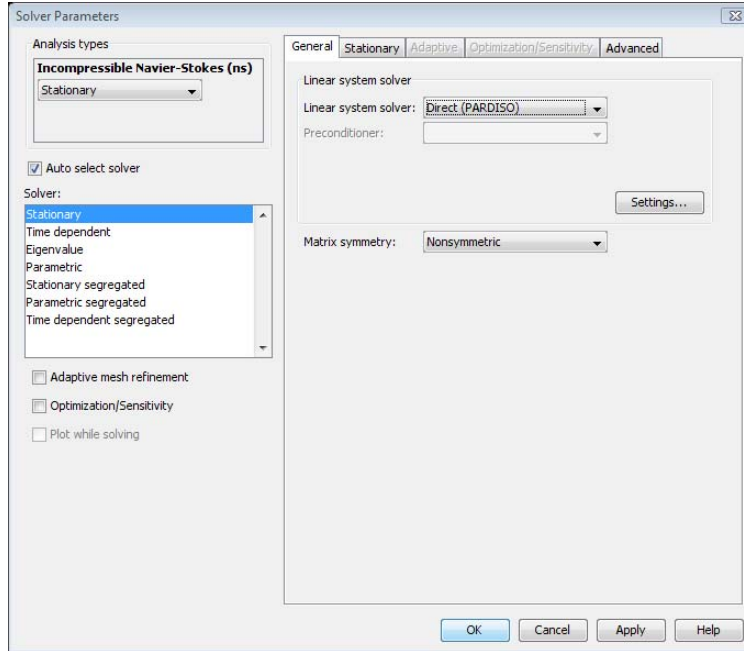 Solver Parameters
Analysis types
Incompressible Navier-Stokes (ns)
Stationary
Auto select solver
Solver:
Stationary
Time dependent
Eigenvalue
Parametric
Stationary segregated
Parametric segregated
Time dependent segregated
Adaptive mesh refinement
Optimization/Sensitivity
Plot while solving
General Stationary Adaptive Optimization/Sensitivity Advanced
Linear system solver
Linear system solver: Direct (PARDISO)
Preconditioner:
Settings...
Matrix symmetry: Nonsymmetric
OK Cancel Apply Help